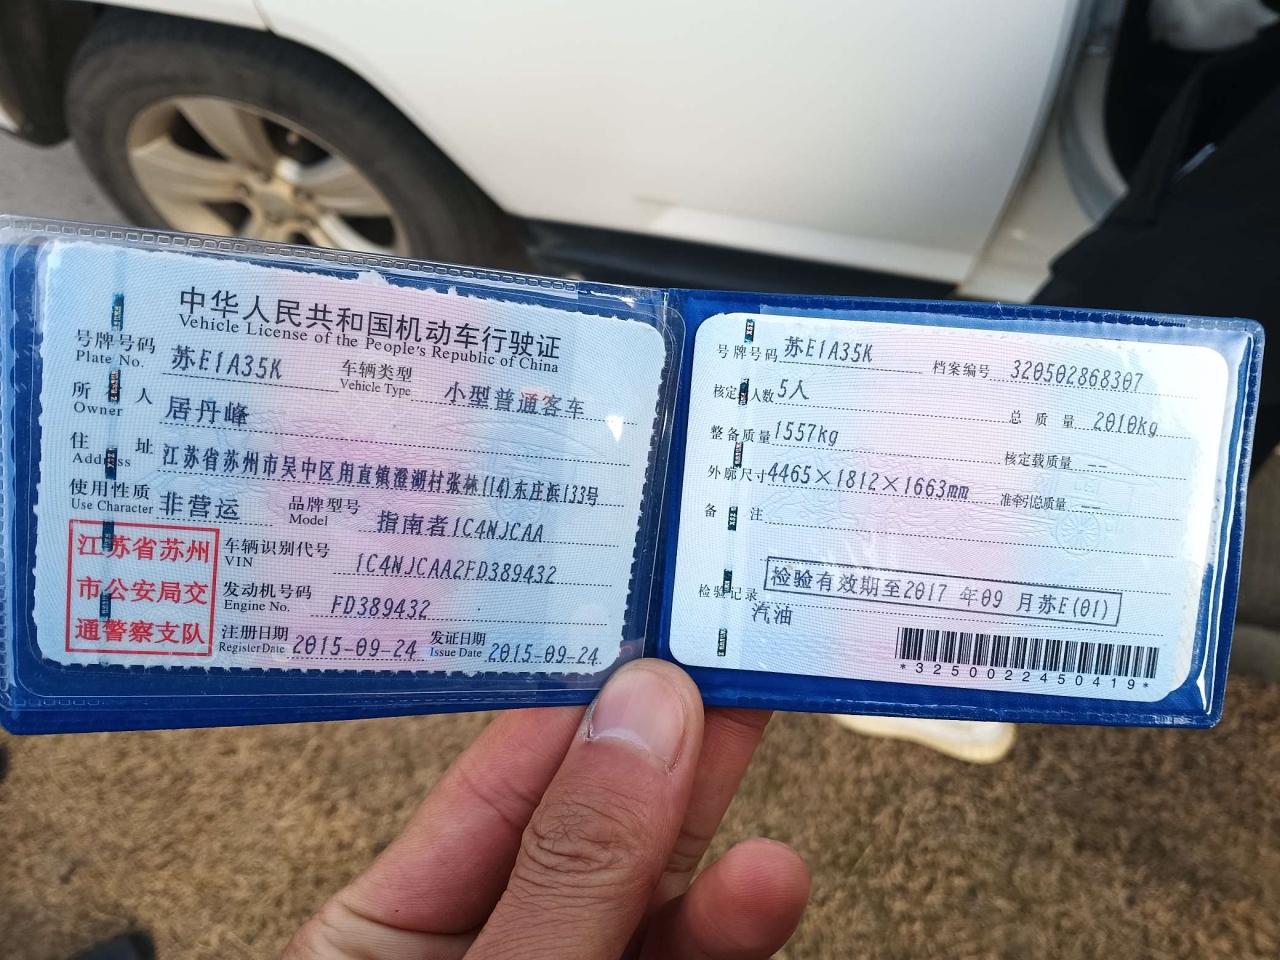 中华人民共和国机动车行驶证
Vehicle License of the People's Republic of China
号牌号码 苏E1A35K 车辆类型 小型普通客车
Plate No. Vehicle Type
所 有 人 居丹峰
Owner
住 址 江苏省苏州市吴中区甪直镇澄湖村张林(14)东庄浜133号
Address
使用性质 非营运 品牌型号 指南者1C4NJCAA
Use Character Model
江苏省苏州
市公安局交
通警察支队
车辆识别代号 1C4NJCAA2FD389432
VIN
发动机号码 FD389432
Engine No.
注册日期 2015-09-24 发证日期 2015-09-24
Register Date Issue Date
号牌号码 苏E1A35K 档案编号 320502868307
核定载人数 5人 总 质 量 2010kg
整备质量 1557kg 核定载质量 --
外廓尺寸 4465×1812×1663mm 准牵引总质量 --
备 注
检验有效期至2017 年09 月苏E(01)
检验记录
汽油
*3250022450419*